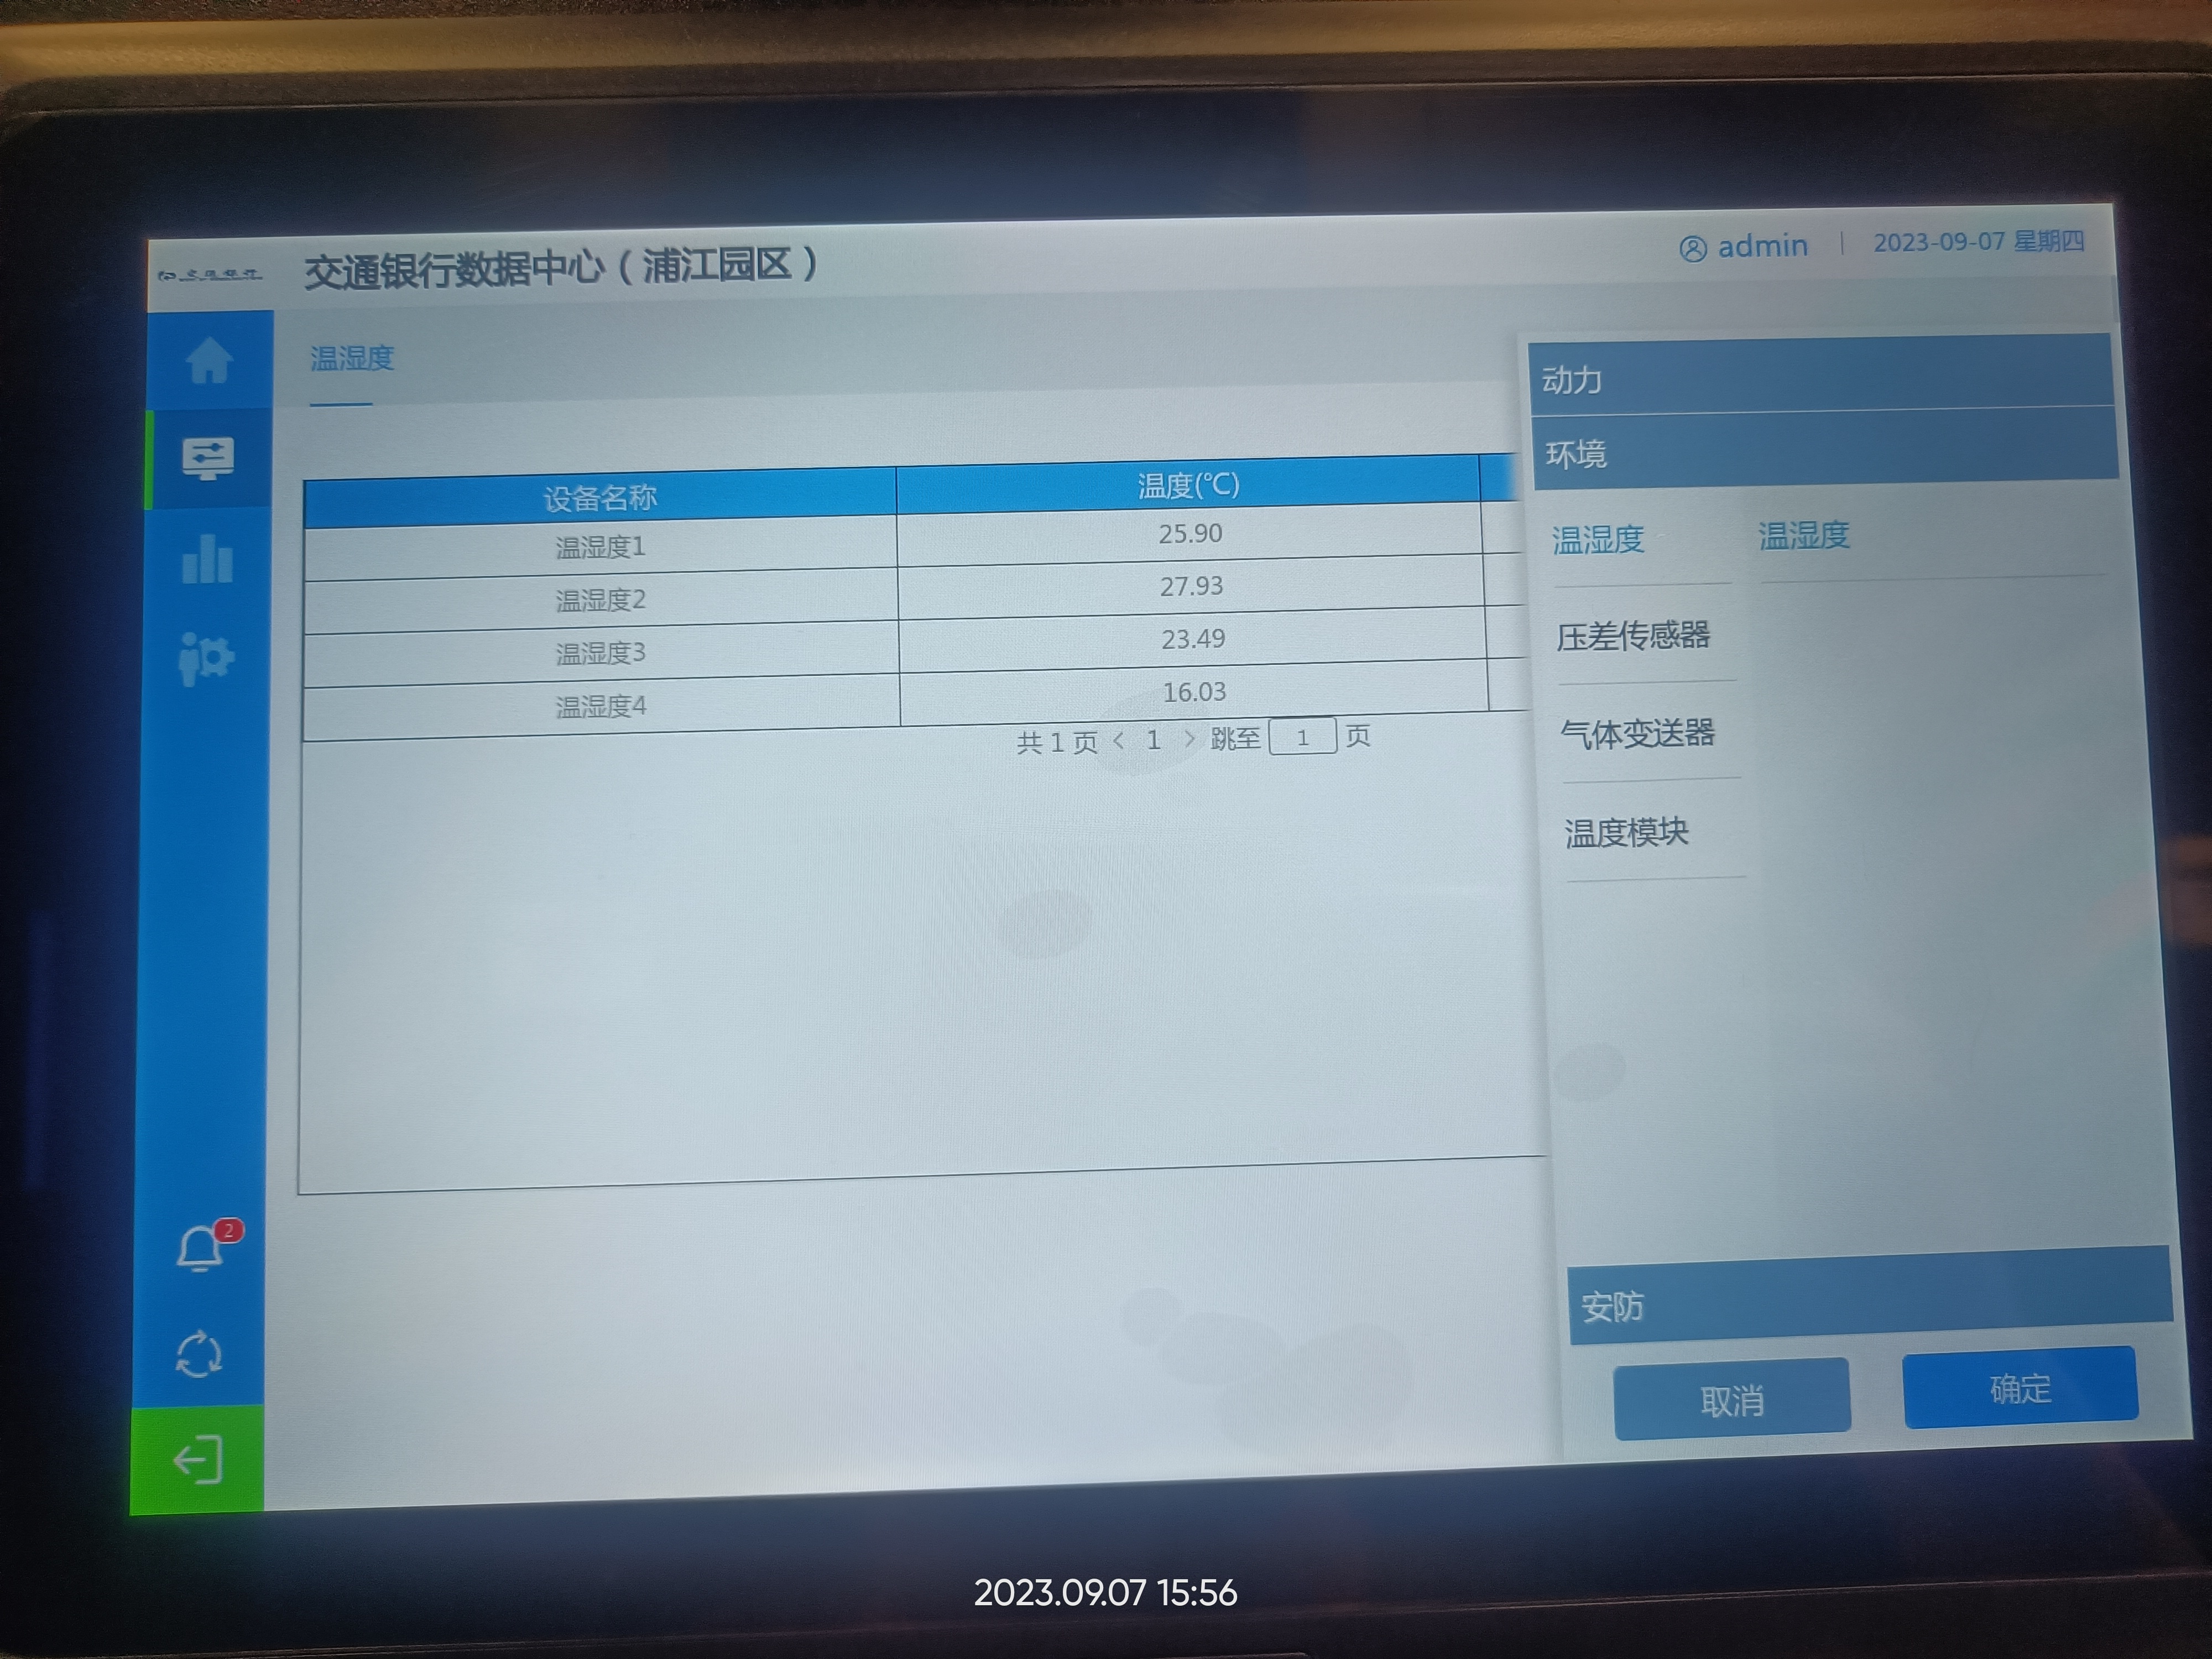 交通银行
交通银行数据中心（浦江园区）
admin
2023-09-07 星期四
温湿度
设备名称 温度(℃)
温湿度1 25.90
温湿度2 27.93
温湿度3 23.49
温湿度4 16.03
共 1 页 < 1 > 跳至 1 页
动力
环境
温湿度 温湿度
压差传感器
气体变送器
温度模块
安防
取消 确定
2
2023.09.07 15:56